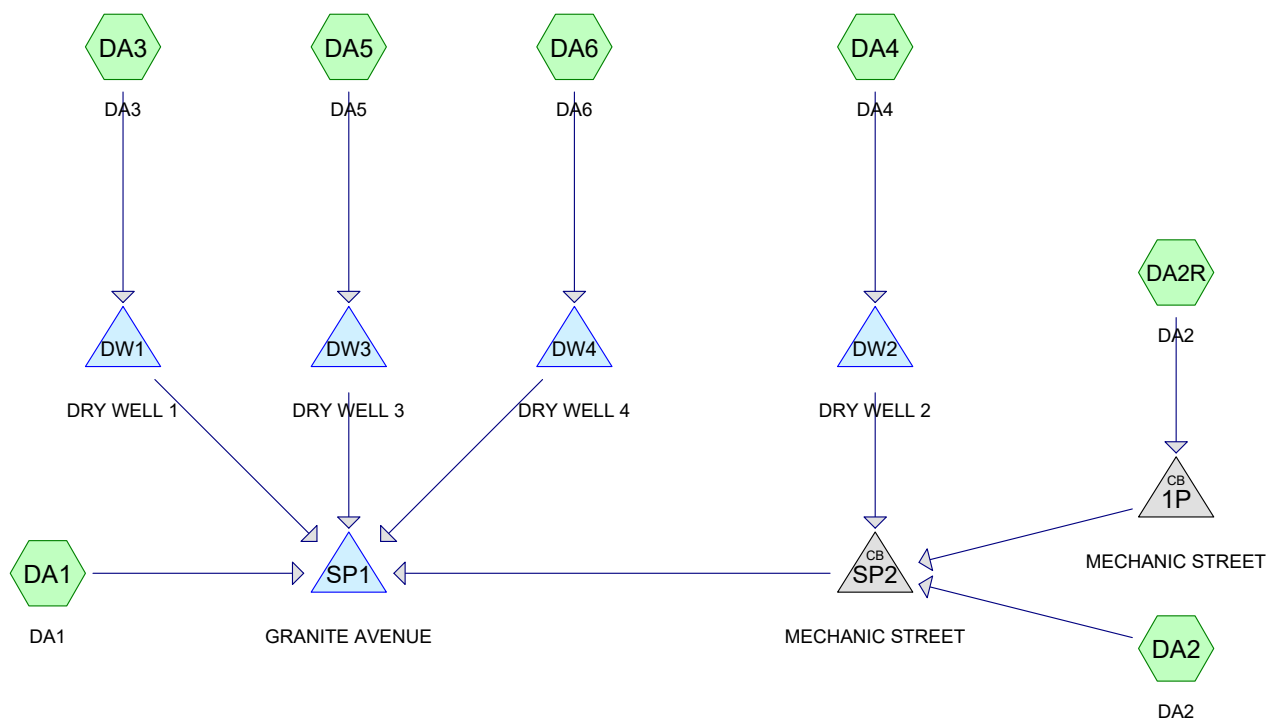 DA3
DA5
DA6
DA4
DA3
DA5
DA6
DA4
DA2R
DA2
DW1
DW3
DW4
DW2
DRY WELL 1
DRY WELL 3
DRY WELL 4
DRY WELL 2
CB
1P
MECHANIC STREET
DA1
SP1
CB
SP2
DA1
GRANITE AVENUE
MECHANIC STREET
DA2
DA2